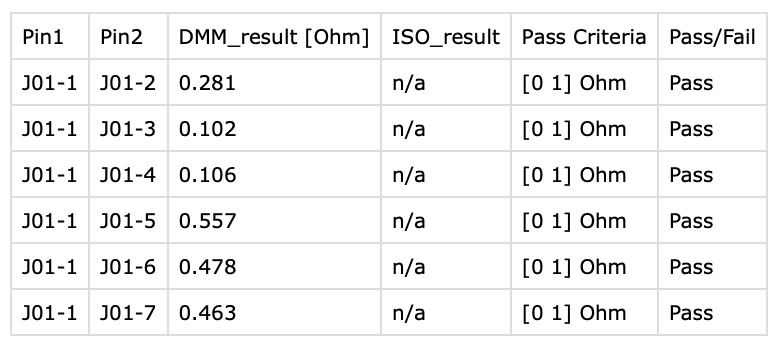 Pin1 Pin2 DMM_result [Ohm] ISO_result Pass Criteria Pass/Fail
J01-1 J01-2 0.281 n/a [0 1] Ohm Pass
J01-1 J01-3 0.102 n/a [0 1] Ohm Pass
J01-1 J01-4 0.106 n/a [0 1] Ohm Pass
J01-1 J01-5 0.557 n/a [0 1] Ohm Pass
J01-1 J01-6 0.478 n/a [0 1] Ohm Pass
J01-1 J01-7 0.463 n/a [0 1] Ohm Pass